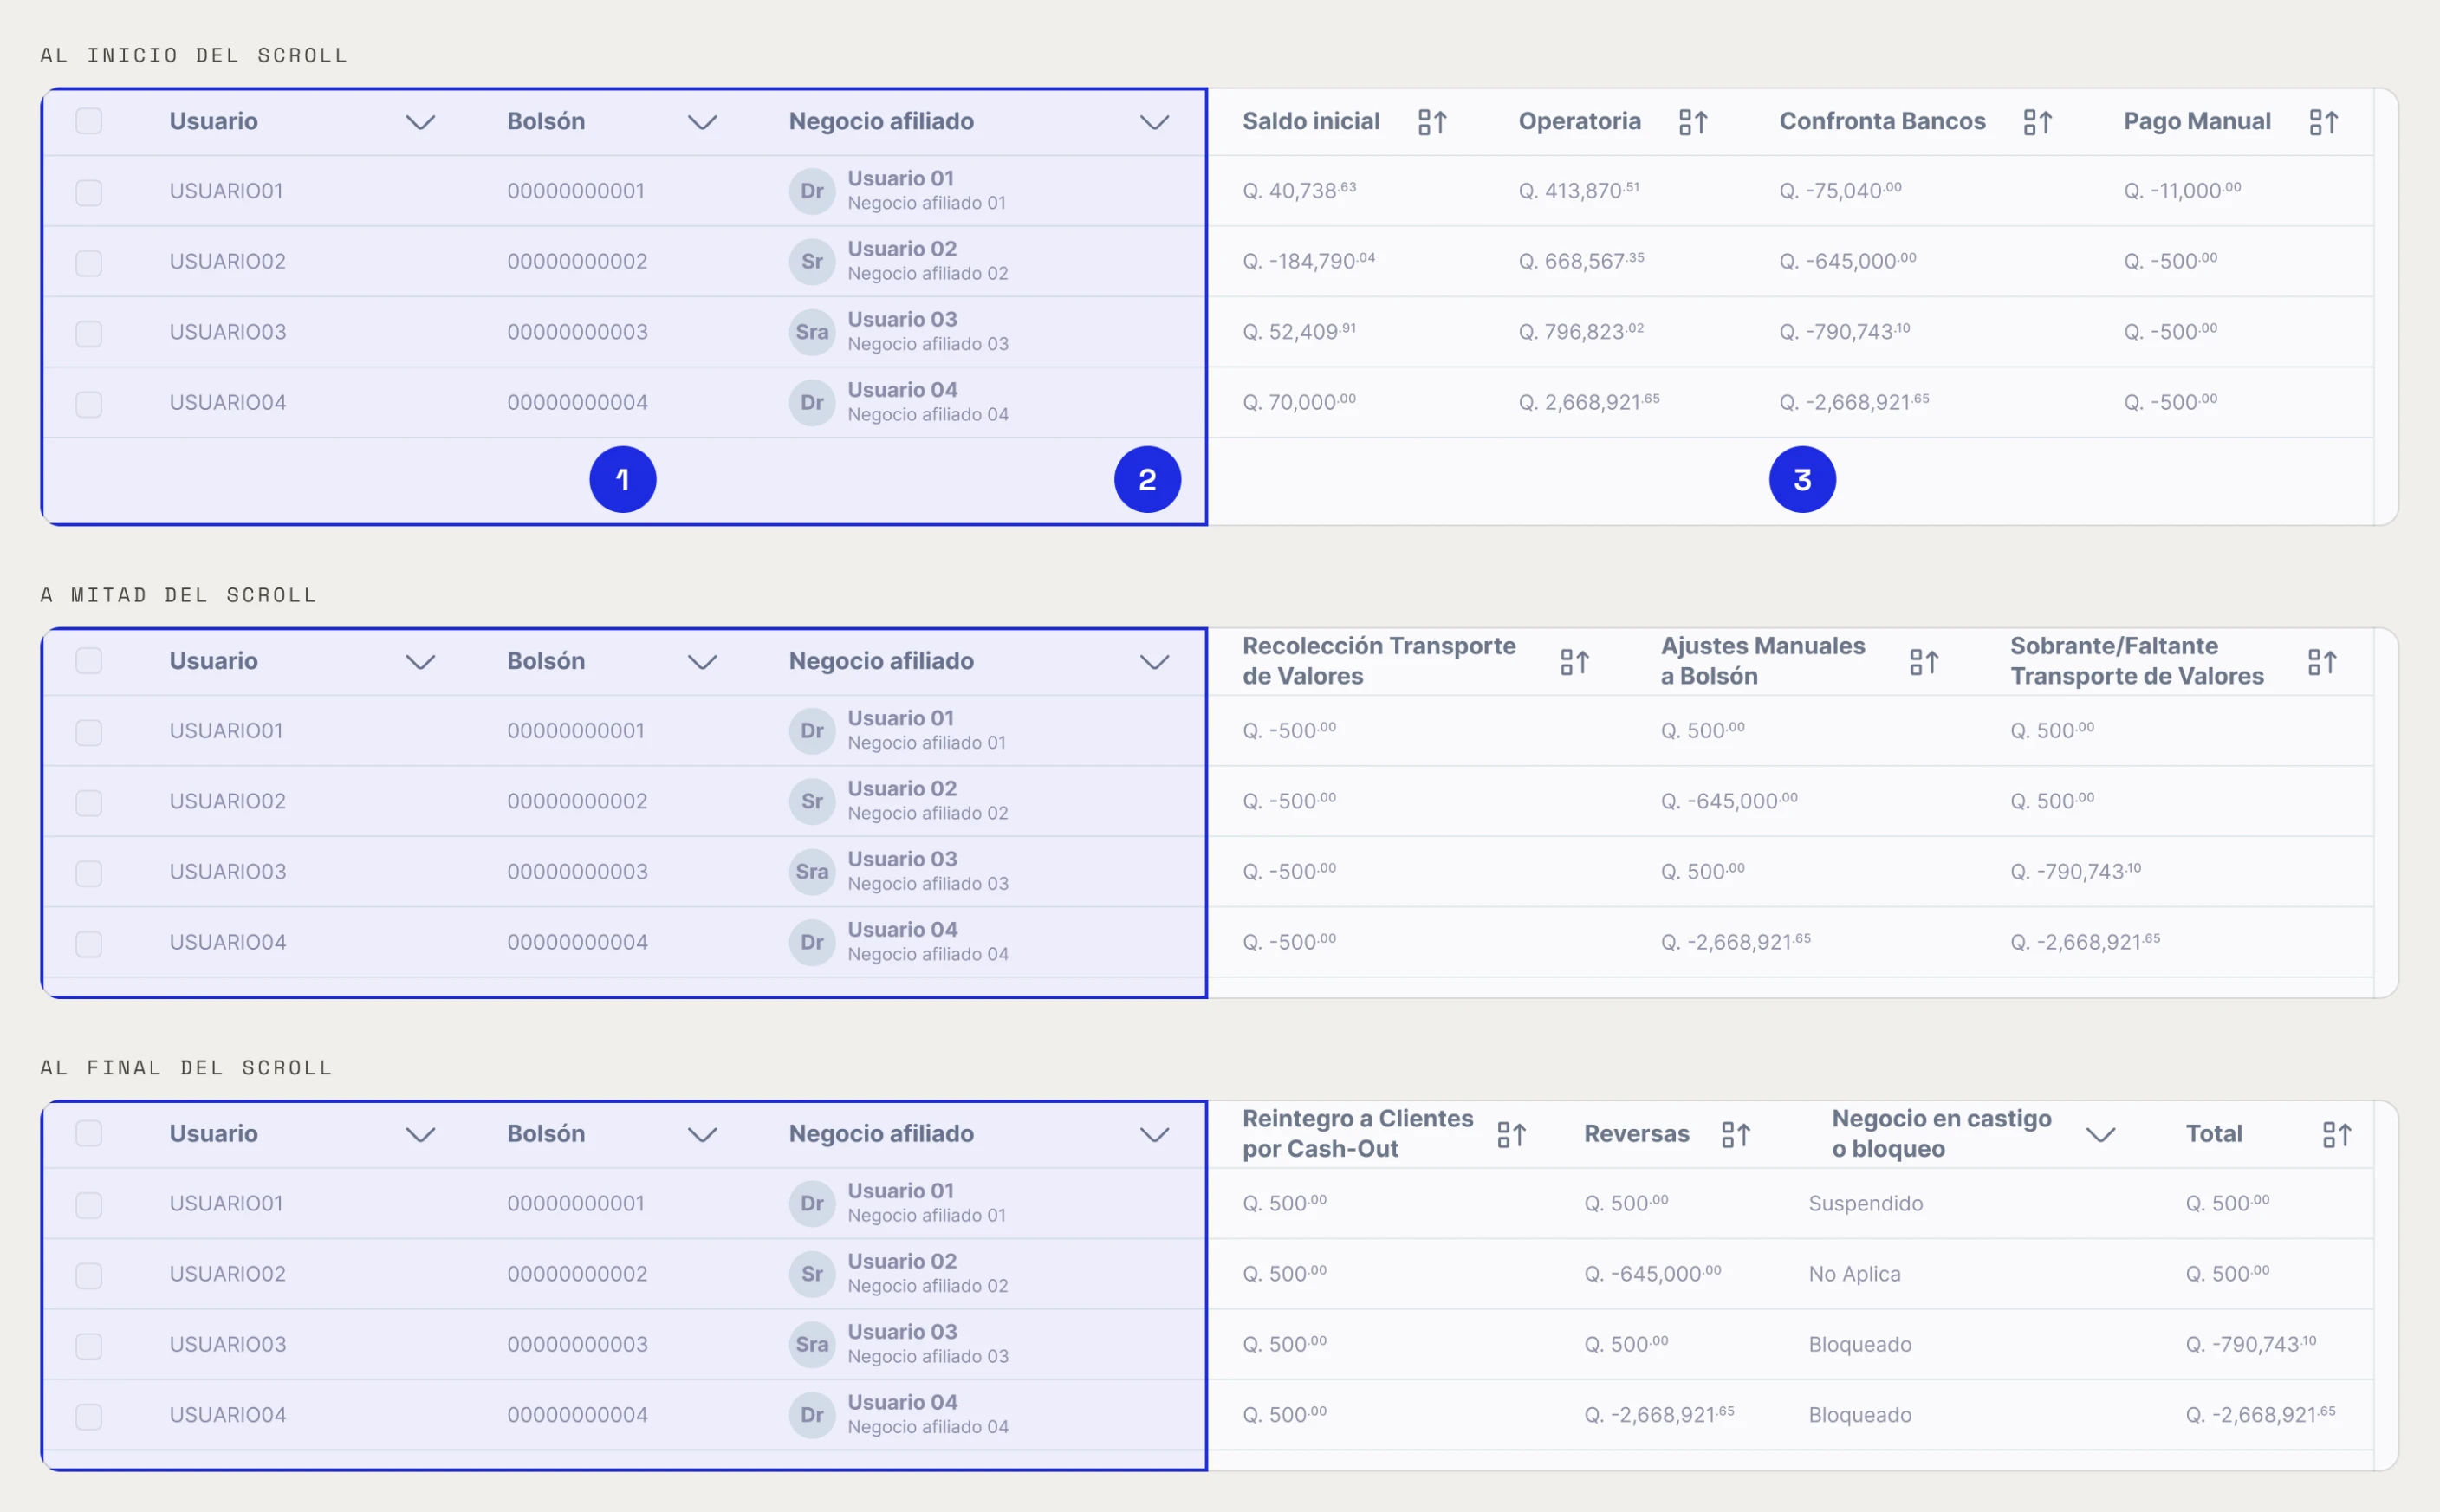 AL INICIO DEL SCROLL
Usuario Bolsón Negocio afiliado Saldo inicial Operatoria Confronta Bancos Pago Manual
USUARIO01 00000000001 Dr Usuario 01 Negocio afiliado 01 Q. 40,738.63 Q. 413,870.51 Q. -75,040.00 Q. -11,000.00
USUARIO02 00000000002 Sr Usuario 02 Negocio afiliado 02 Q. -184,790.04 Q. 668,567.35 Q. -645,000.00 Q. -500.00
USUARIO03 00000000003 Sra Usuario 03 Negocio afiliado 03 Q. 52,409.91 Q. 796,823.02 Q. -790,743.10 Q. -500.00
USUARIO04 00000000004 Dr Usuario 04 Negocio afiliado 04 Q. 70,000.00 Q. 2,668,921.65 Q. -2,668,921.65 Q. -500.00
1 2 3
A MITAD DEL SCROLL
Usuario Bolsón Negocio afiliado Recolección Transporte de Valores Ajustes Manuales a Bolsón Sobrante/Faltante Transporte de Valores
USUARIO01 00000000001 Dr Usuario 01 Negocio afiliado 01 Q. -500.00 Q. 500.00 Q. 500.00
USUARIO02 00000000002 Sr Usuario 02 Negocio afiliado 02 Q. -500.00 Q. -645,000.00 Q. 500.00
USUARIO03 00000000003 Sra Usuario 03 Negocio afiliado 03 Q. -500.00 Q. 500.00 Q. -790,743.10
USUARIO04 00000000004 Dr Usuario 04 Negocio afiliado 04 Q. -500.00 Q. -2,668,921.65 Q. -2,668,921.65
AL FINAL DEL SCROLL
Usuario Bolsón Negocio afiliado Reintegro a Clientes por Cash-Out Reversas Negocio en castigo o bloqueo Total
USUARIO01 00000000001 Dr Usuario 01 Negocio afiliado 01 Q. 500.00 Q. 500.00 Suspendido Q. 500.00
USUARIO02 00000000002 Sr Usuario 02 Negocio afiliado 02 Q. 500.00 Q. -645,000.00 No Aplica Q. 500.00
USUARIO03 00000000003 Sra Usuario 03 Negocio afiliado 03 Q. 500.00 Q. 500.00 Bloqueado Q. -790,743.10
USUARIO04 00000000004 Dr Usuario 04 Negocio afiliado 04 Q. 500.00 Q. -2,668,921.65 Bloqueado Q. -2,668,921.65